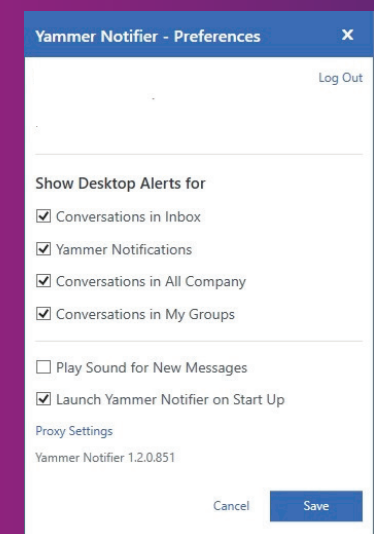 Yammer Notifier - Preferences
Log Out
Show Desktop Alerts for
Conversations in Inbox
Yammer Notifications
Conversations in All Company
Conversations in My Groups
Play Sound for New Messages
Launch Yammer Notifier on Start Up
Proxy Settings
Yammer Notifier 1.2.0.851
Cancel Save